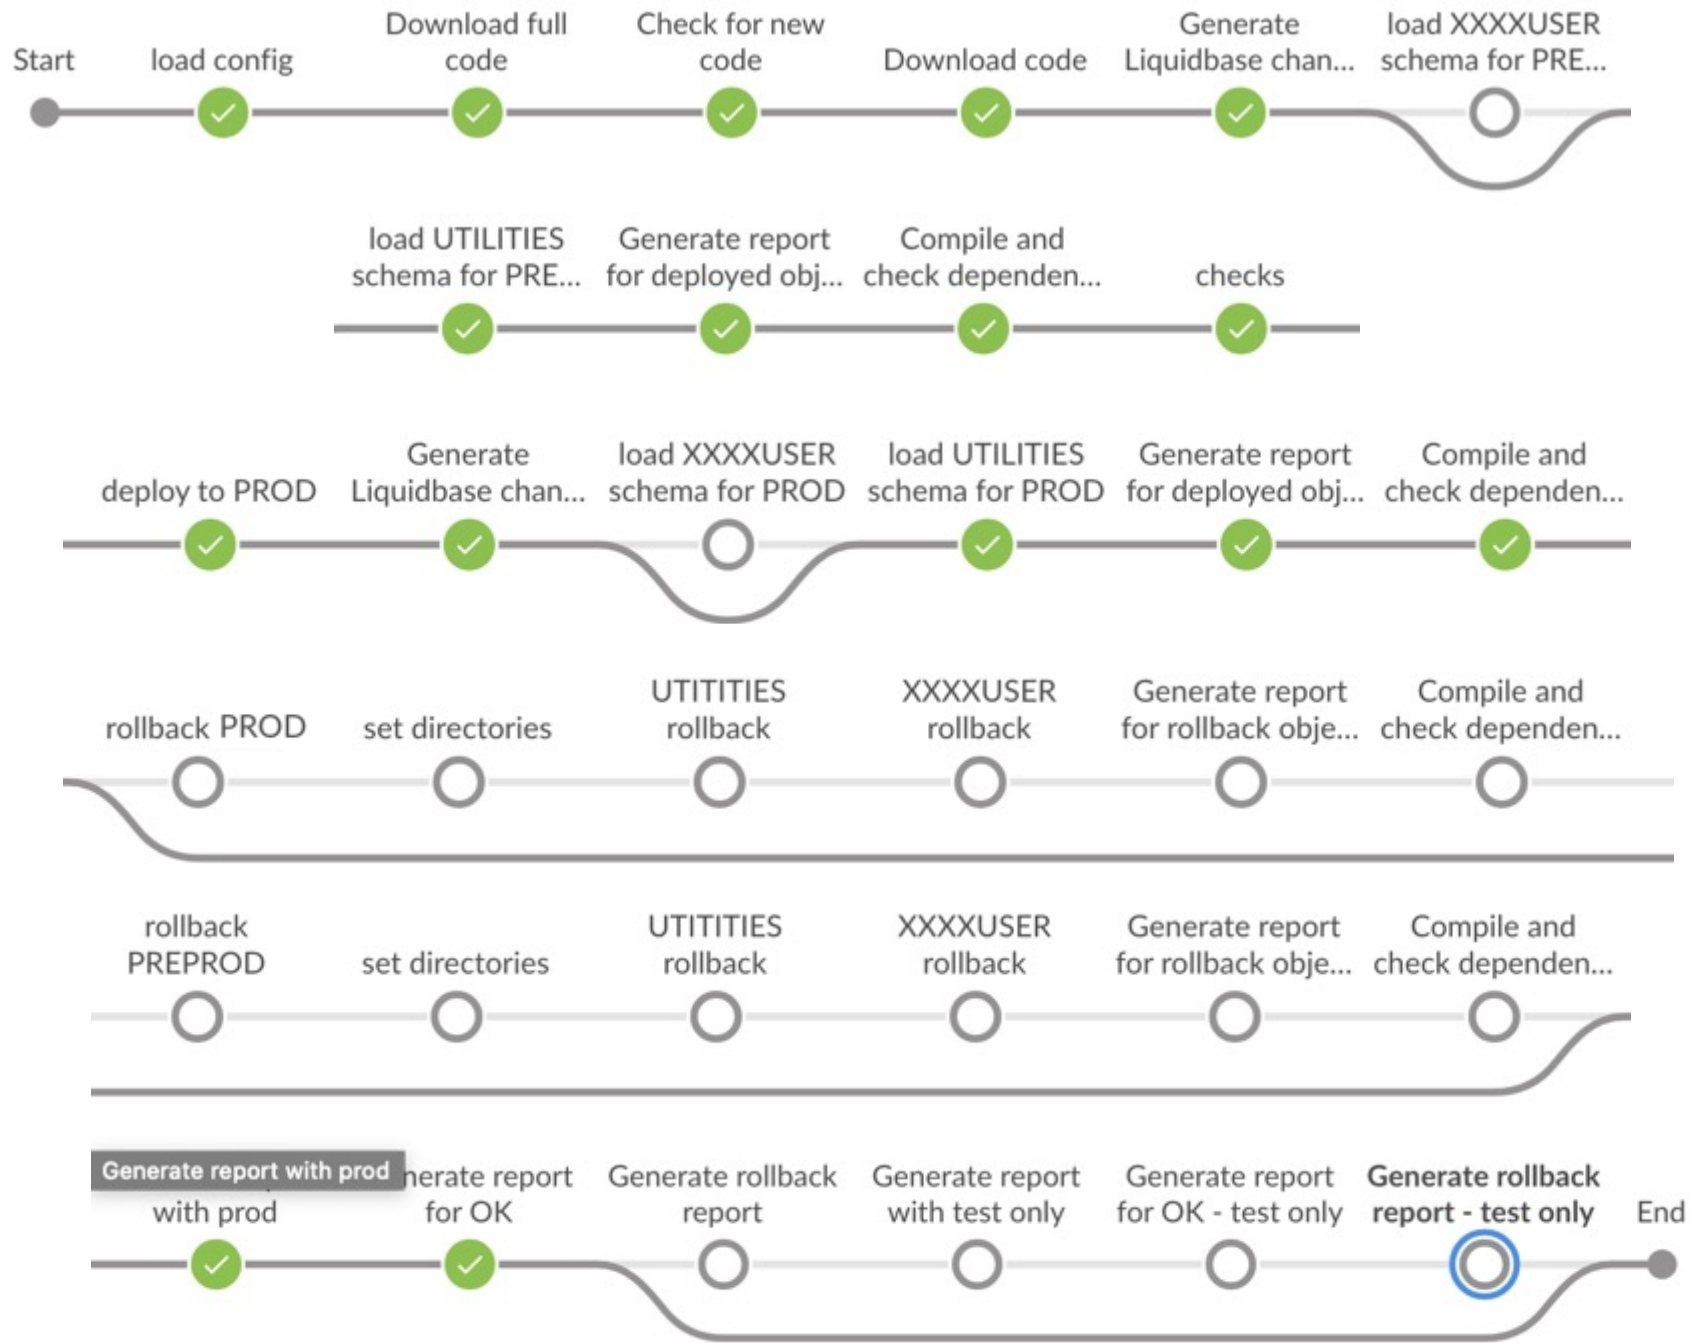 Start
load config
Download full
code
Check for new
code
Download code
Generate
Liquidbase chan...
load XXXXUSER
schema for PRE...
load UTILITIES
schema for PRE...
Generate report
for deployed obj...
Compile and
check dependen...
checks
deploy to PROD
Generate
Liquidbase chan...
load XXXXUSER
schema for PROD
load UTILITIES
schema for PROD
Generate report
for deployed obj...
Compile and
check dependen...
rollback PROD
set directories
UTITITIES
rollback
XXXXUSER
rollback
Generate report
for rollback obje...
Compile and
check dependen...
rollback
PREPROD
set directories
UTITITIES
rollback
XXXXUSER
rollback
Generate report
for rollback obje...
Compile and
check dependen...
Generate report with prod
with prod
nerate report
for OK
Generate rollback
report
Generate report
with test only
Generate report
for OK - test only
Generate rollback
report - test only
End